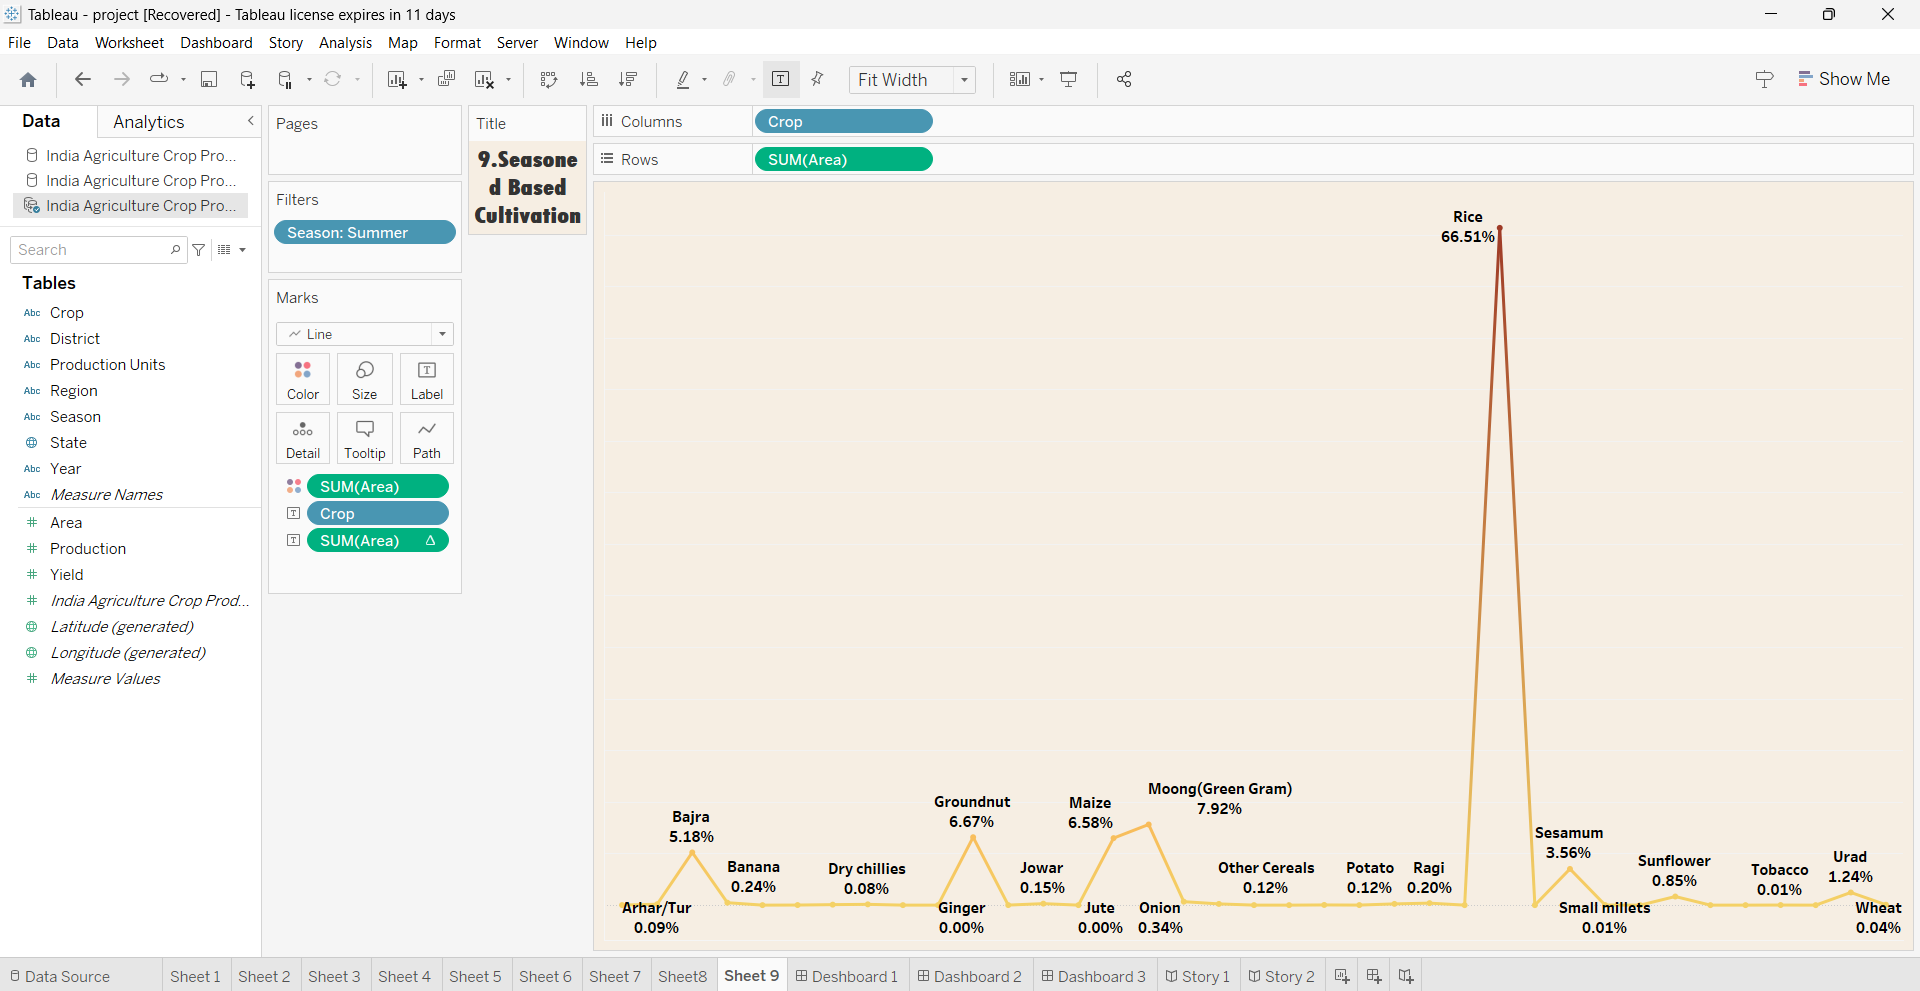 Tableau - project [Recovered] - Tableau license expires in 11 days
File Data Worksheet Dashboard Story Analysis Map Format Server Window Help
Fit Width
Show Me
Data
Analytics
India Agriculture Crop Pro...
India Agriculture Crop Pro...
India Agriculture Crop Pro...
Search
Tables
Abc Crop
Abc District
Abc Production Units
Abc Region
Abc Season
State
Abc Year
Abc Measure Names
# Area
# Production
# Yield
# India Agriculture Crop Prod...
Latitude (generated)
Longitude (generated)
# Measure Values
Pages
Filters
Season: Summer
Marks
Line
Color Size Label
Detail Tooltip Path
SUM(Area)
Crop
SUM(Area) Δ
Title
9.Seasone
d Based
Cultivation
Columns Crop
Rows SUM(Area)
Rice
66.51%
Bajra
5.18%
Banana
0.24%
Dry chillies
0.08%
Groundnut
6.67%
Jowar
0.15%
Maize
6.58%
Moong(Green Gram)
7.92%
Other Cereals
0.12%
Potato
0.12%
Ragi
0.20%
Sesamum
3.56%
Sunflower
0.85%
Tobacco
0.01%
Urad
1.24%
Arhar/Tur
0.09%
Ginger
0.00%
Jute
0.00%
Onion
0.34%
Small millets
0.01%
Wheat
0.04%
Data Source Sheet 1 Sheet 2 Sheet 3 Sheet 4 Sheet 5 Sheet 6 Sheet 7 Sheet8 Sheet 9 Deshboard 1 Dashboard 2 Dashboard 3 Story 1 Story 2